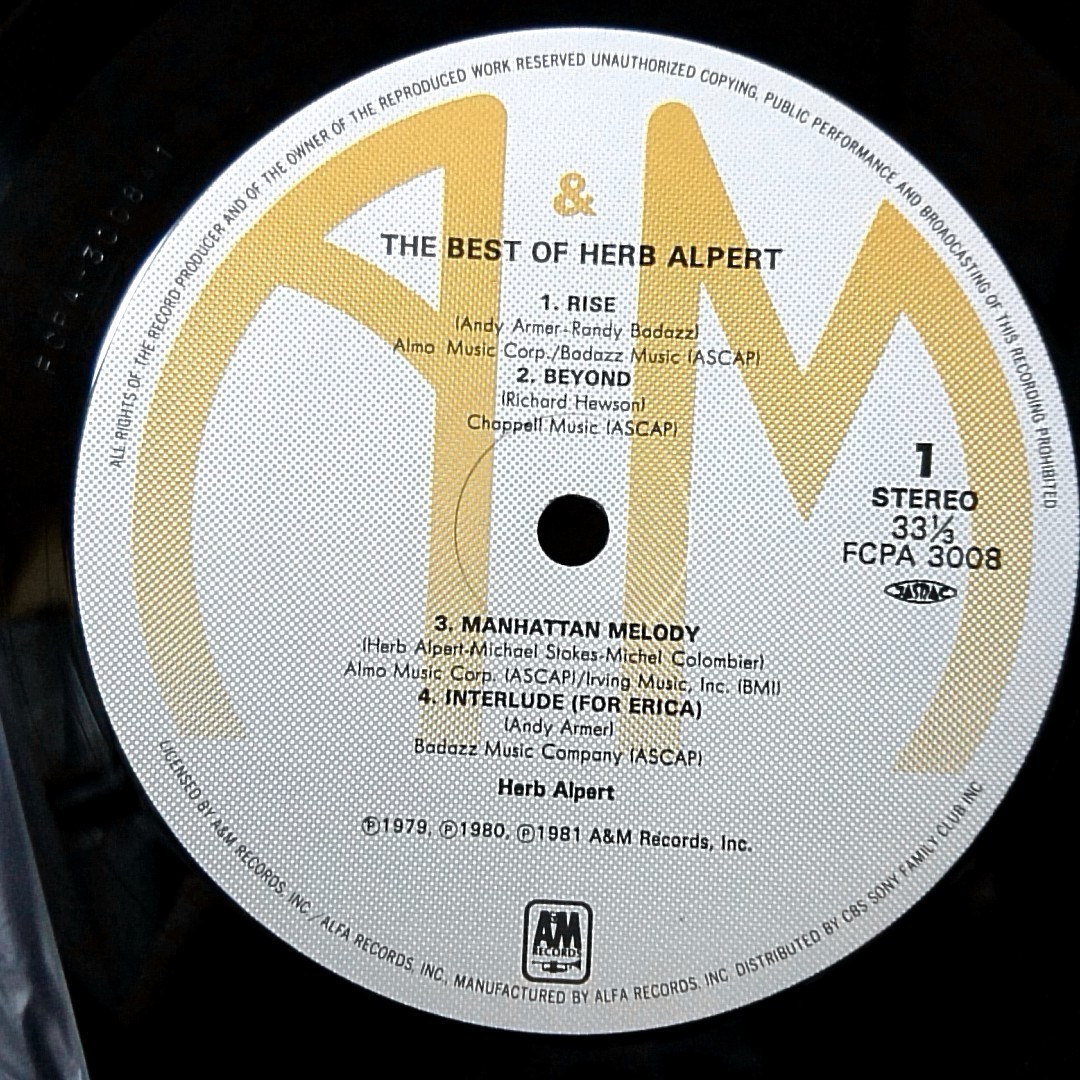 ALL RIGHTS OF THE RECORD PRODUCER AND OF THE OWNER OF THE REPRODUCED WORK RESERVED UNAUTHORIZED COPYING, PUBLIC PERFORMANCE AND BROADCASTING OF THIS RECORDING PROHIBITED
A & M
THE BEST OF HERB ALPERT
1. RISE
(Andy Armer-Randy Badazz)
Almo Music Corp./Badazz Music (ASCAP)
2. BEYOND
(Richard Hewson)
Chappell Music (ASCAP)
1
STEREO
33⅓
FCPA 3008
JASRAC
3. MANHATTAN MELODY
(Herb Alpert-Michael Stokes-Michel Colombier)
Almo Music Corp. (ASCAP)/Irving Music, Inc. (BMI)
4. INTERLUDE (FOR ERICA)
(Andy Armer)
Badazz Music Company (ASCAP)
Herb Alpert
℗1979, ℗1980, ℗1981 A&M Records, Inc.
A&M
RECORDS
LICENSED BY A&M RECORDS, INC./ALFA RECORDS, INC., MANUFACTURED BY ALFA RECORDS, INC. DISTRIBUTED BY CBS SONY FAMILY CLUB INC